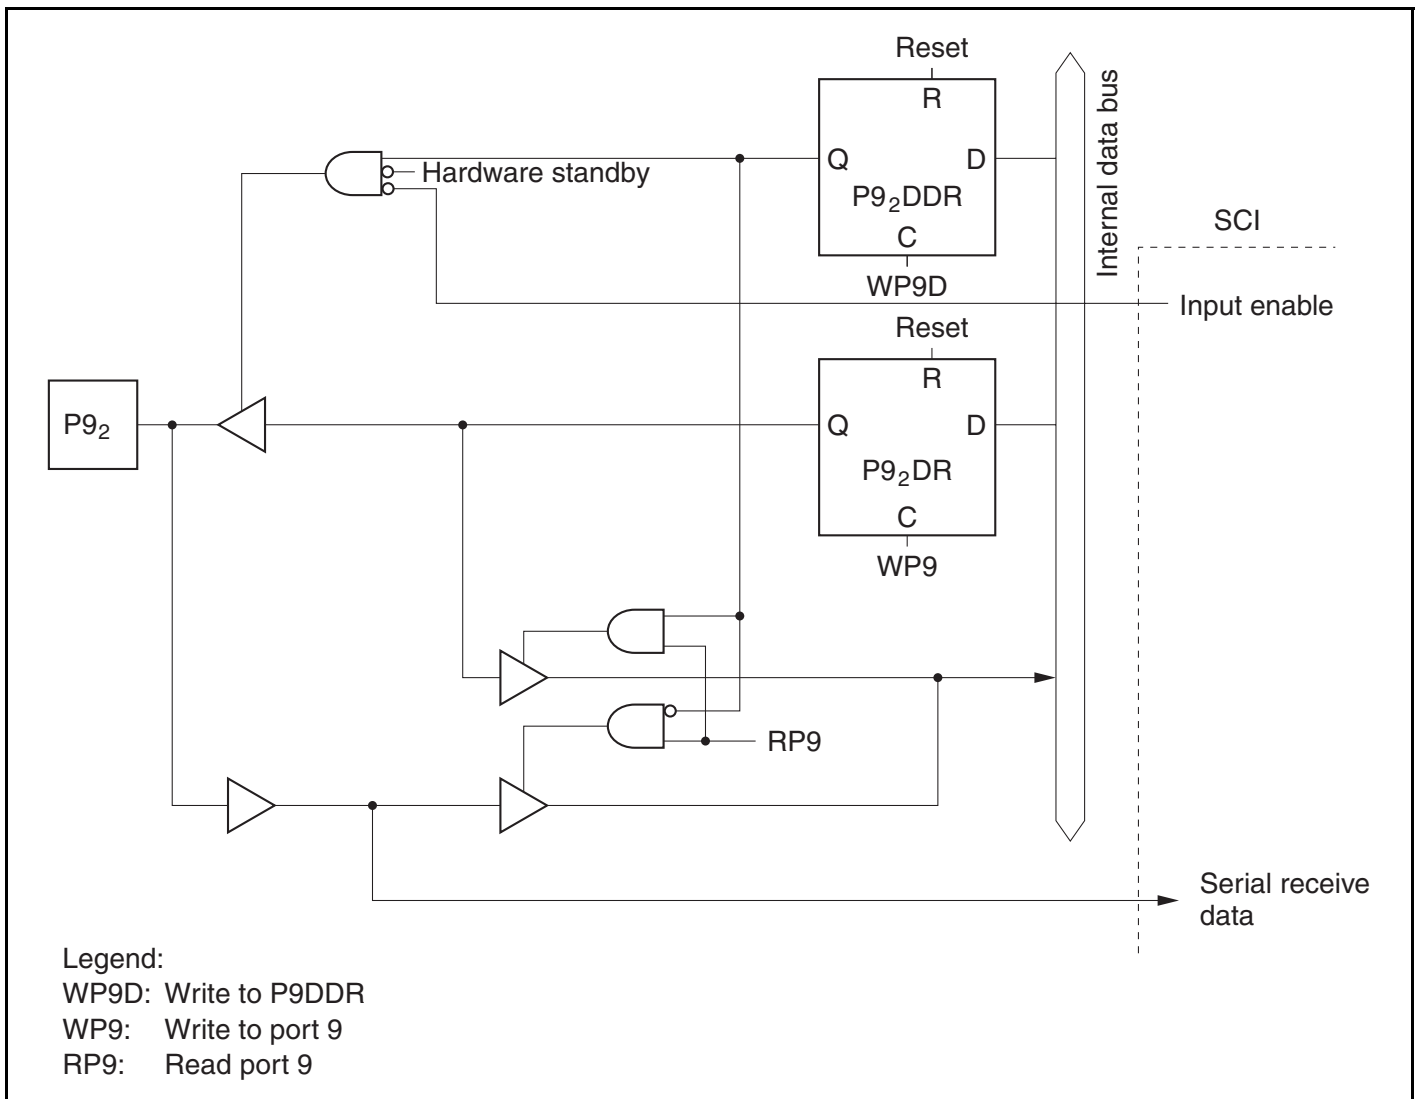 Reset
R
Q
D
P9₂DDR
C
WP9D
Hardware standby
Internal data bus
SCI
Input enable
Reset
R
Q
D
P9₂DR
C
WP9
P9₂
RP9
Serial receive
data
Legend:
WP9D: Write to P9DDR
WP9: Write to port 9
RP9: Read port 9